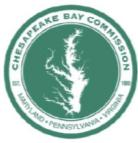 CHESAPEAKE BAY COMMISSION
MARYLAND • PENNSYLVANIA • VIRGINIA